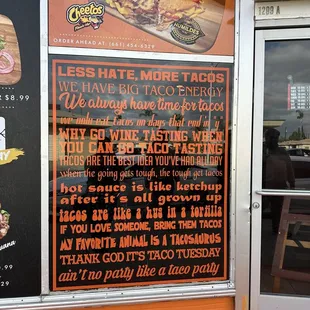 Cheetos
ORDER AHEAD AT: (661) 454-6329
1200 A
$ 8.99
LESS HATE, MORE TACOS
WE HAVE BIG TACO ENERGY
We always have time for tacos
we only eat tacos on days that end in y
WHY GO WINE TASTING WHEN
YOU CAN BE TACO TASTING
TACOS ARE THE BEST IDEA YOU'VE HAD ALL DAY
when the going gets tough, the tough get tacos
hot sauce is like ketchup
after it's all grown up
tacos are like a hug in a tortilla
IF YOU LOVE SOMEONE, BRING THEM TACOS
MY FAVORITE ANIMAL IS A TACOSAURUS
THANK GOD IT'S TACO TUESDAY
ain't no party like a taco party